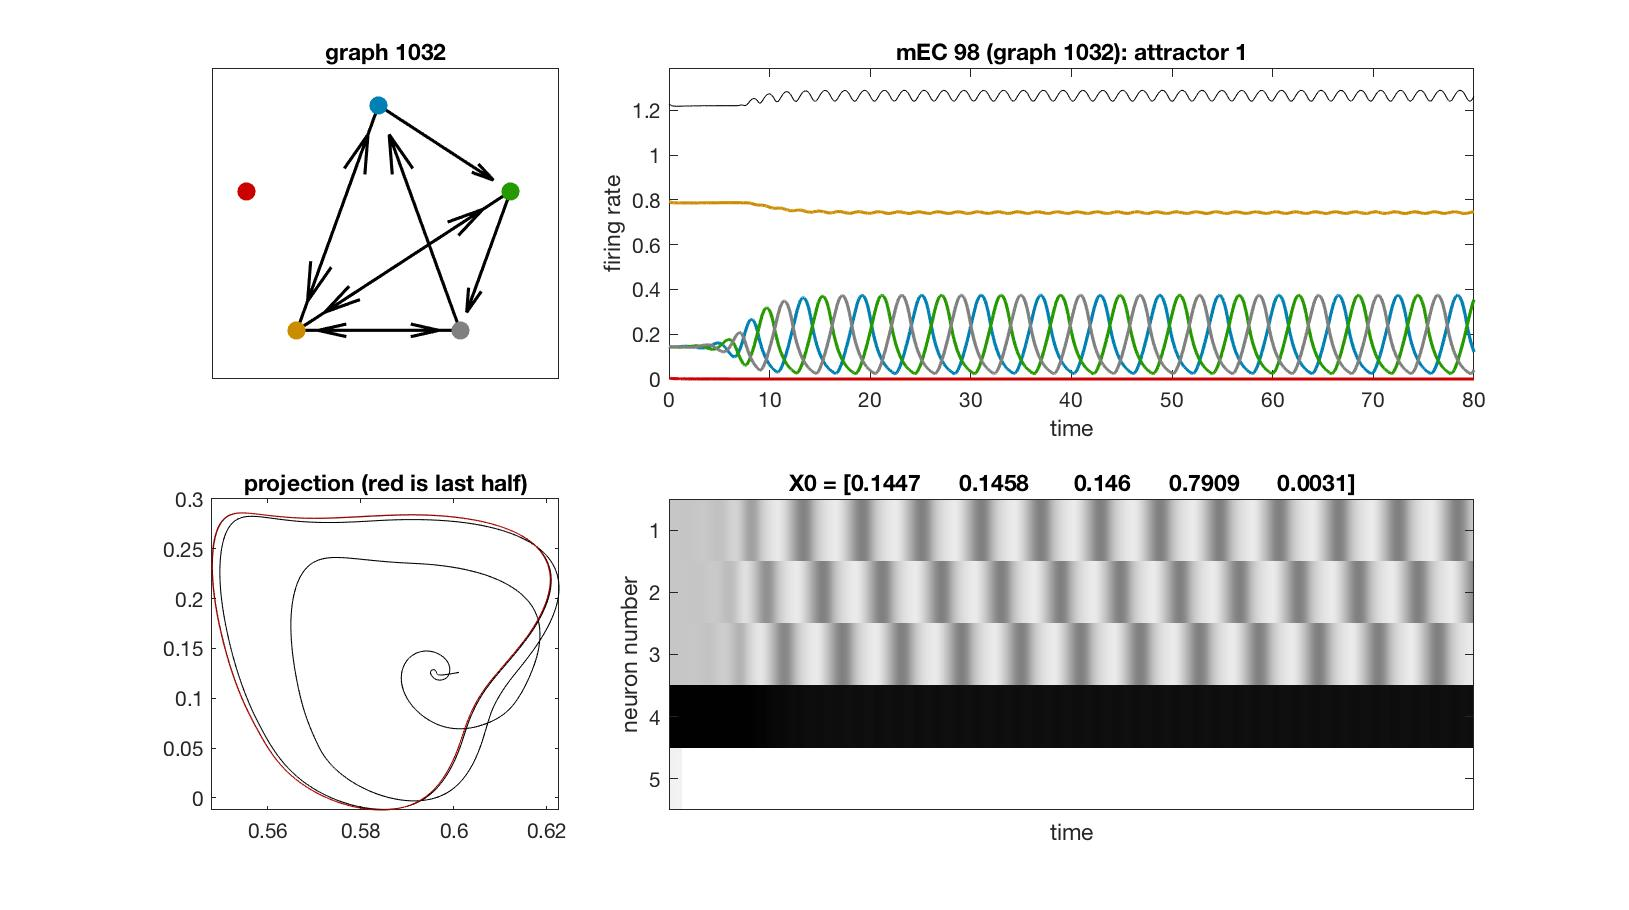 graph 1032
mEC 98 (graph 1032): attractor 1
firing rate
1.2
1
0.8
0.6
0.4
0.2
0
0 10 20 30 40 50 60 70 80
time
projection (red is last half)
0.3
0.25
0.2
0.15
0.1
0.05
0
0.56 0.58 0.6 0.62
X0 = [0.1447 0.1458 0.146 0.7909 0.0031]
neuron number
1
2
3
4
5
time